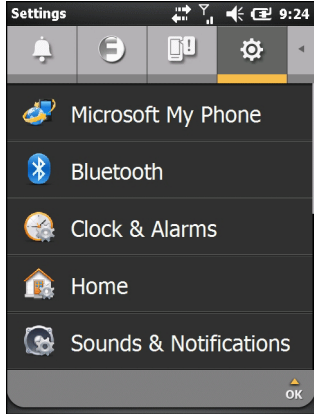 Settings 9:24
Microsoft My Phone
Bluetooth
Clock & Alarms
Home
Sounds & Notifications
OK